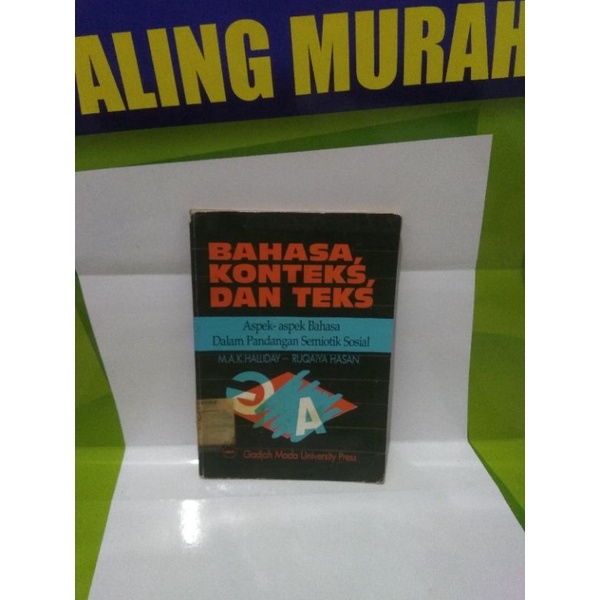 ALING MURAH
BAHASA,
KONTEKS,
DAN TEKS
Aspek-aspek Bahasa
Dalam Pandangan Semiotik Sosial
M.A.K HALLIDAY — RUQAIYA HASAN
A
Gadjah Mada University Press